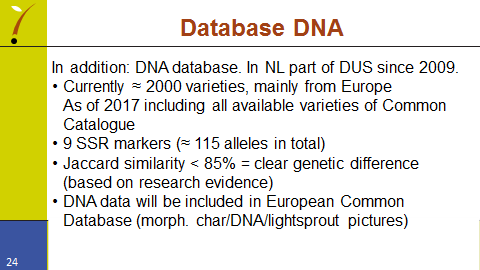 Database DNA
In addition: DNA database. In NL part of DUS since 2009.
• Currently ≈ 2000 varieties, mainly from Europe
As of 2017 including all available varieties of Common
Catalogue
• 9 SSR markers (≈ 115 alleles in total)
• Jaccard similarity < 85% = clear genetic difference
(based on research evidence)
• DNA data will be included in European Common
Database (morph. char/DNA/lightsprout pictures)
24